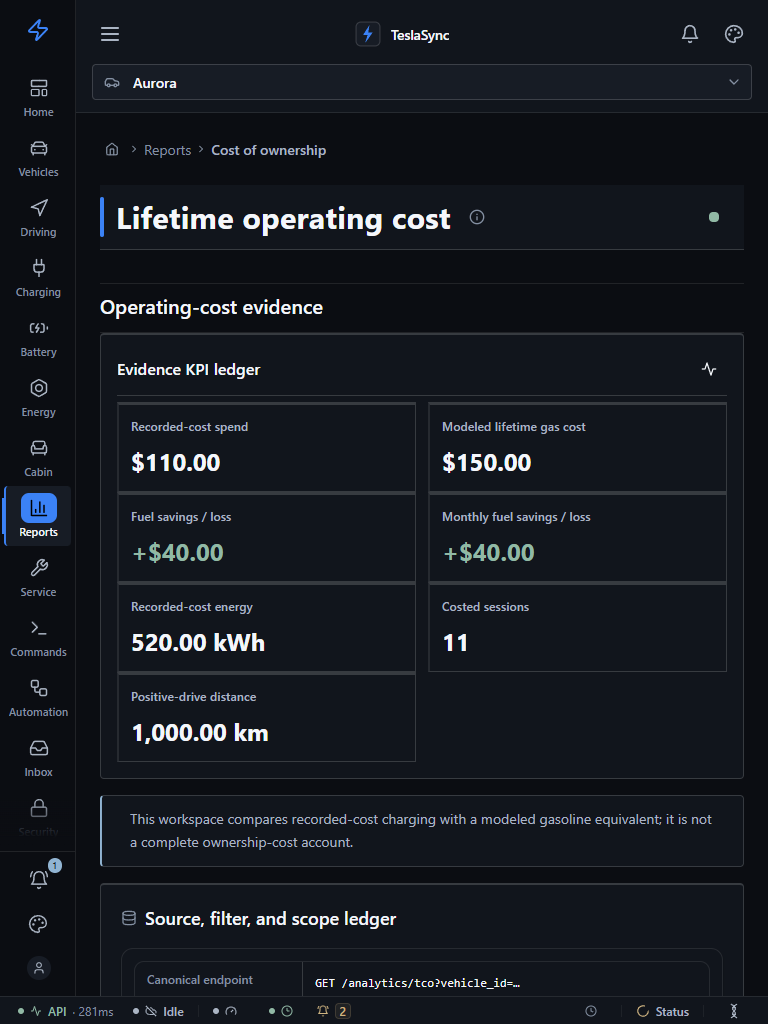 TeslaSync
Aurora
Home
Vehicles
Driving
Charging
Battery
Energy
Cabin
Reports
Service
Commands
Automation
Inbox
Security
1
Reports
Cost of ownership
Lifetime operating cost
Operating-cost evidence
Evidence KPI ledger
Recorded-cost spend
$110.00
Modeled lifetime gas cost
$150.00
Fuel savings / loss
+$40.00
Monthly fuel savings / loss
+$40.00
Recorded-cost energy
520.00 kWh
Costed sessions
11
Positive-drive distance
1,000.00 km
This workspace compares recorded-cost charging with a modeled gasoline equivalent; it is not
a complete ownership-cost account.
Source, filter, and scope ledger
Canonical endpoint
GET /analytics/tco?vehicle_id=…
API · 281ms
Idle
2
Status